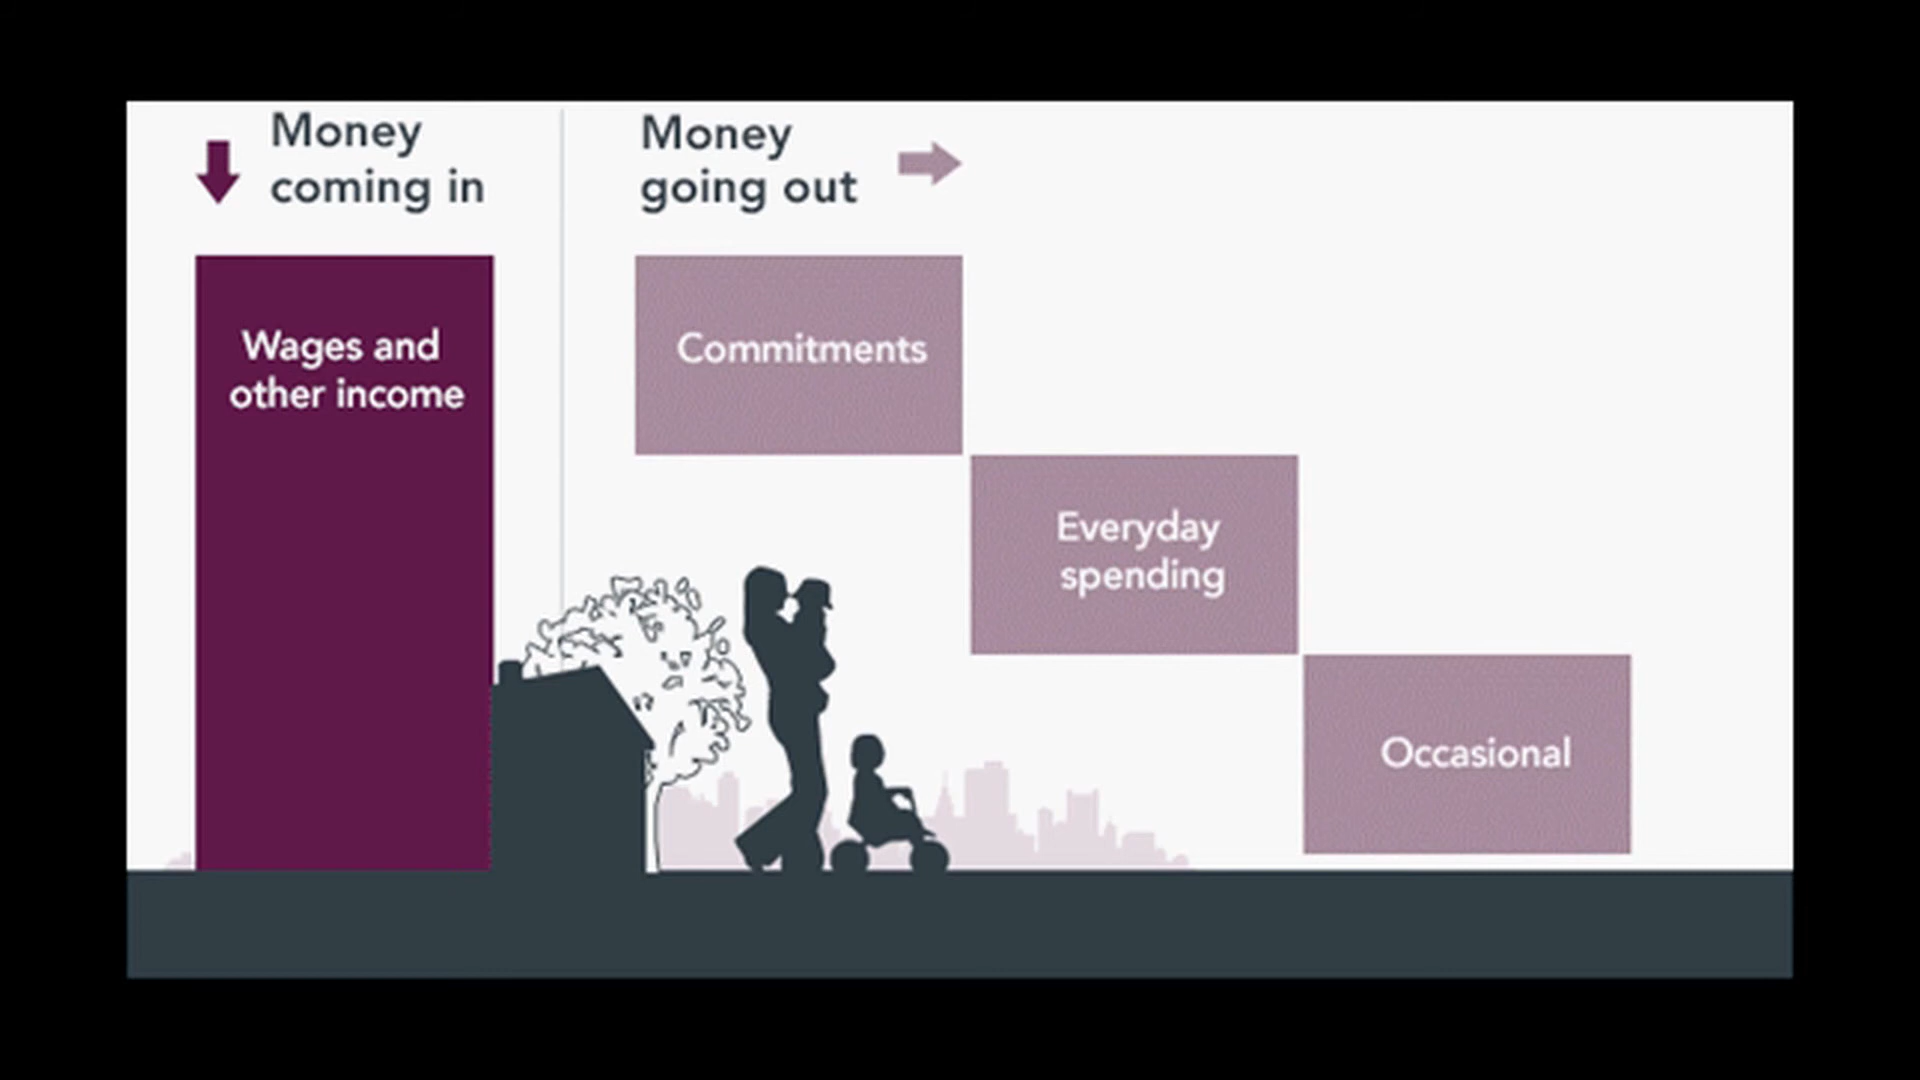 Money
coming in
Money
going out
Wages and
other income
Commitments
Everyday
spending
Occasional